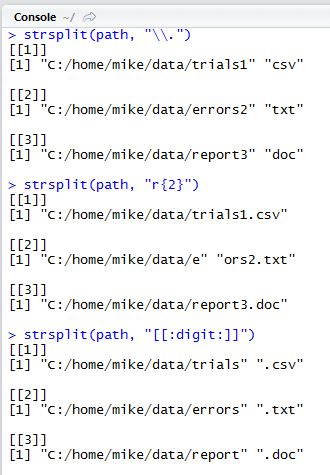 Console ~/
> strsplit(path, "\\.")
[[1]]
[1] "C:/home/mike/data/trials1" "csv"
[[2]]
[1] "C:/home/mike/data/errors2" "txt"
[[3]]
[1] "C:/home/mike/data/report3" "doc"
> strsplit(path, "r{2}")
[[1]]
[1] "C:/home/mike/data/trials1.csv"
[[2]]
[1] "C:/home/mike/data/e" "ors2.txt"
[[3]]
[1] "C:/home/mike/data/report3.doc"
> strsplit(path, "[[:digit:]]")
[[1]]
[1] "C:/home/mike/data/trials" ".csv"
[[2]]
[1] "C:/home/mike/data/errors" ".txt"
[[3]]
[1] "C:/home/mike/data/report" ".doc"